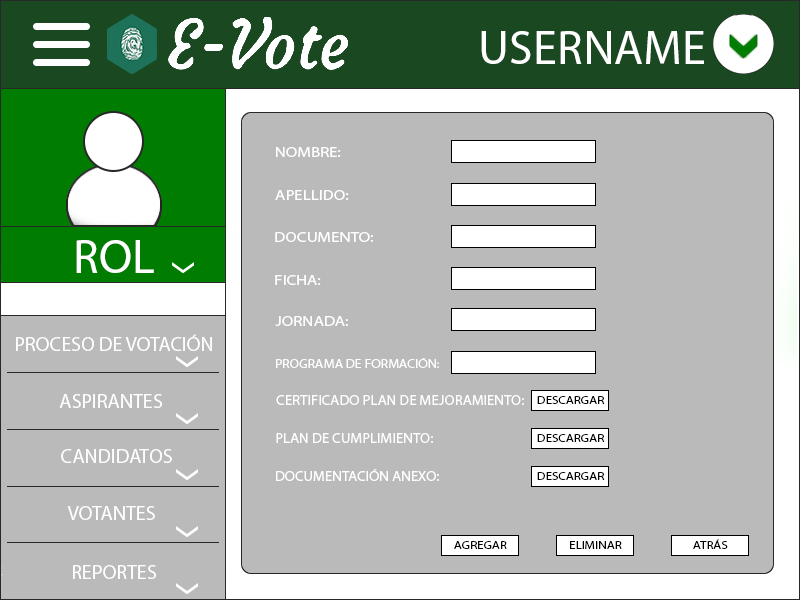 E-Vote
USERNAME
ROL
PROCESO DE VOTACIÓN
ASPIRANTES
CANDIDATOS
VOTANTES
REPORTES
NOMBRE:
APELLIDO:
DOCUMENTO:
FICHA:
JORNADA:
PROGRAMA DE FORMACIÓN:
CERTIFICADO PLAN DE MEJORAMIENTO: DESCARGAR
PLAN DE CUMPLIMIENTO: DESCARGAR
DOCUMENTACIÓN ANEXO: DESCARGAR
AGREGAR ELIMINAR ATRÁS